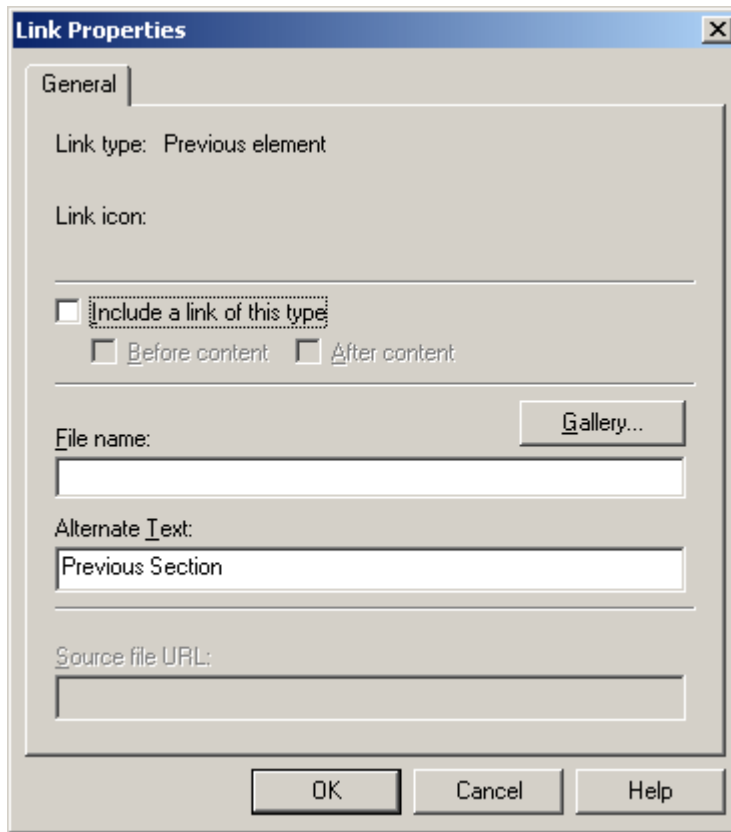 Link Properties
General
Link type: Previous element
Link icon:
Include a link of this type
Before content After content
Gallery...
File name:
Alternate Text:
Previous Section
Source file URL:
OK Cancel Help